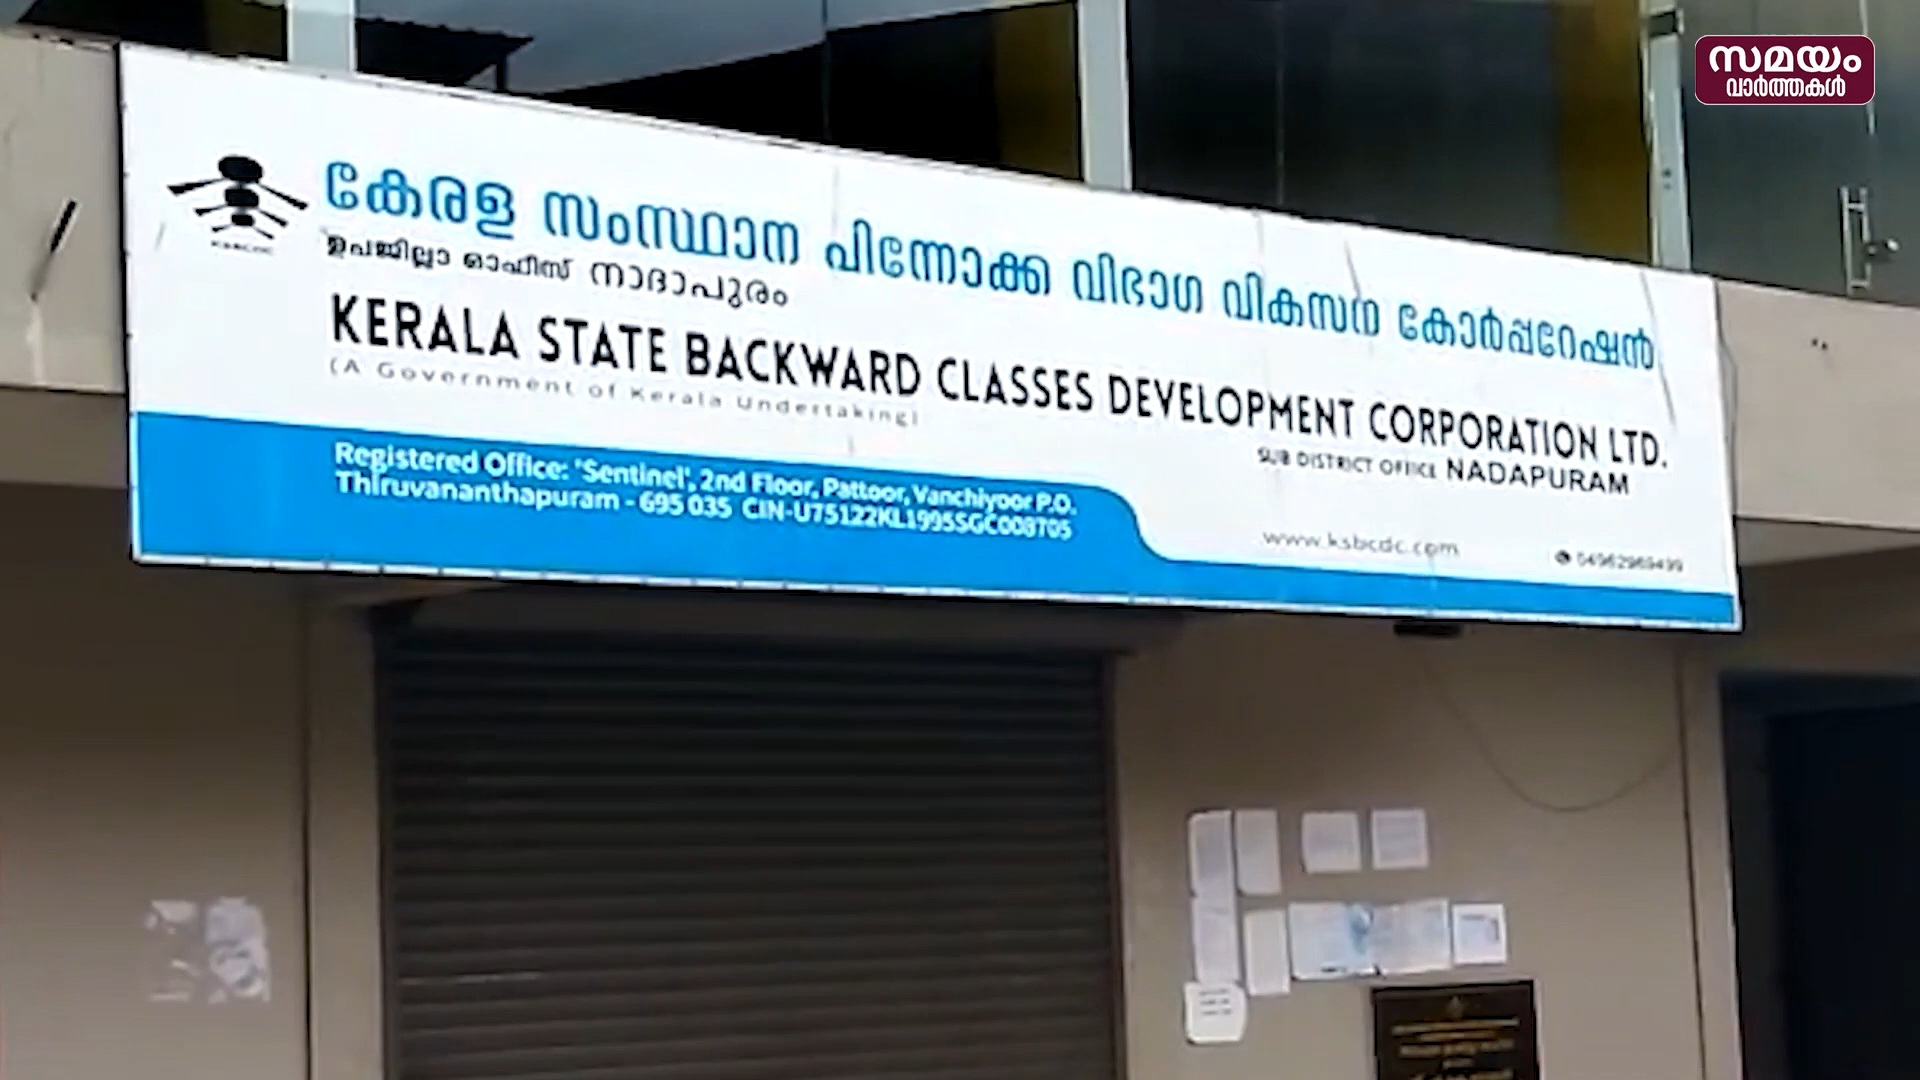 സമയം
വാർത്തകൾ
കേരള സംസ്ഥാന പിന്നോക്ക വിഭാഗ വികസന കോർപ്പറേഷൻ
ഉപജില്ലാ ഓഫീസ് നാദാപുരം
KERALA STATE BACKWARD CLASSES DEVELOPMENT CORPORATION LTD.
(A Government of Kerala Undertaking)
SUB DISTRICT OFFICE NADAPURAM
KSBCDC
Registered Office: 'Sentinel', 2nd Floor, Pattoor, Vanchiyoor P.O.
Thiruvananthapuram - 695 035 CIN-U75122KL1995SGC008705
www.ksbcdc.com
04962969499